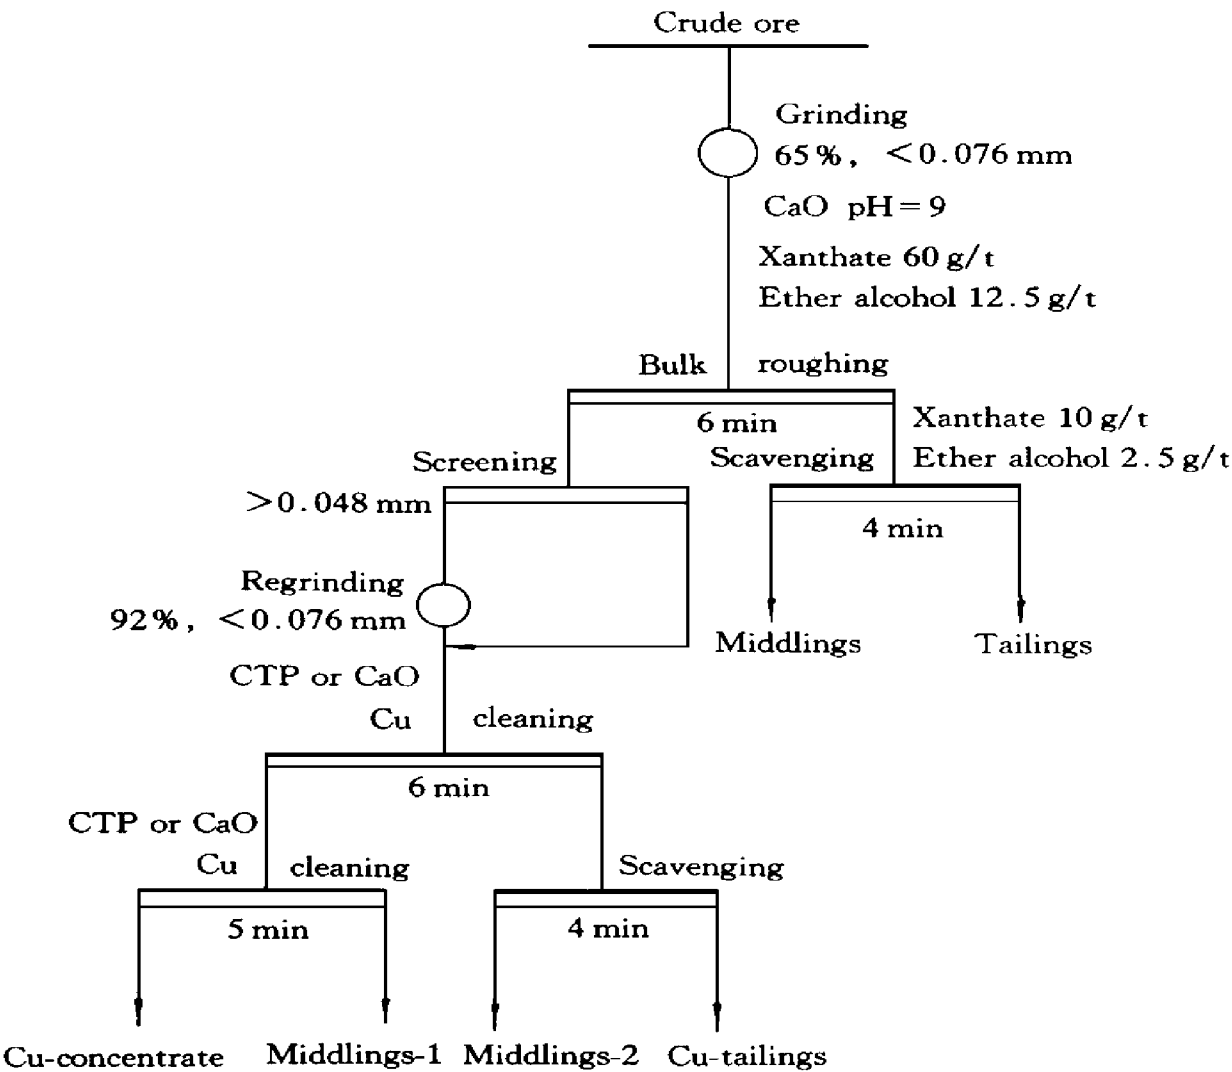 Crude ore
Grinding
65%, <0.076 mm
CaO pH=9
Xanthate 60 g/t
Ether alcohol 12.5 g/t
Bulk roughing
6 min
Xanthate 10 g/t
Screening
Scavenging
Ether alcohol 2.5 g/t
>0.048 mm
4 min
Regrinding
92%, <0.076 mm
Middlings
Tailings
CTP or CaO
Cu cleaning
6 min
CTP or CaO
Cu cleaning
Scavenging
5 min
4 min
Cu-concentrate
Middlings-1
Middlings-2
Cu-tailings